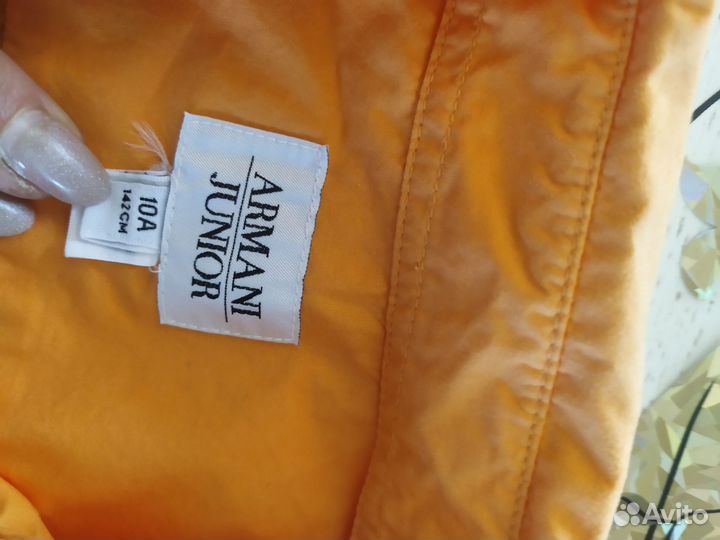 ARMANI
JUNIOR
10A
142CM
Avito